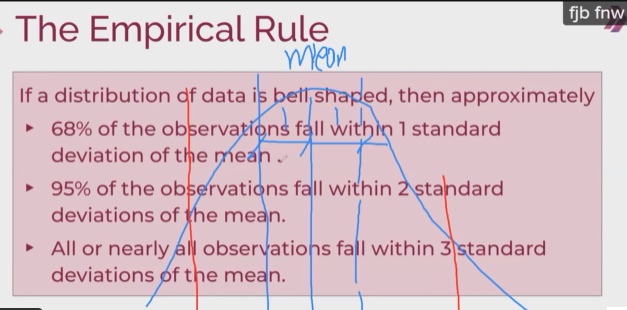 fjb fnw
The Empirical Rule
mean
If a distribution of data is bell shaped, then approximately
‣ 68% of the observations fall within 1 standard
deviation of the mean .
‣ 95% of the observations fall within 2 standard
deviations of the mean.
‣ All or nearly all observations fall within 3 standard
deviations of the mean.
1 1